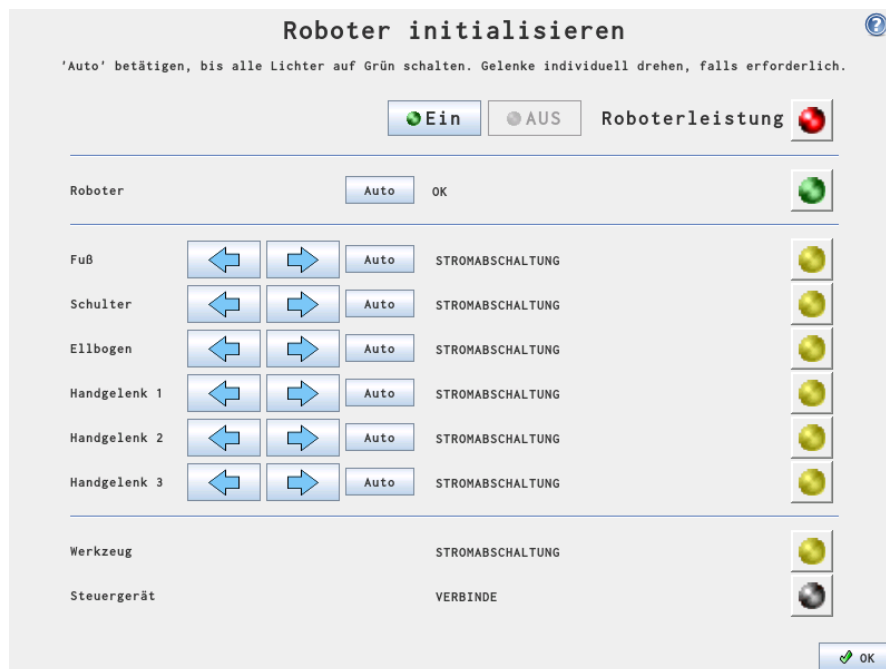 Roboter initialisieren
'Auto' betätigen, bis alle Lichter auf Grün schalten. Gelenke individuell drehen, falls erforderlich.
Ein AUS Roboterleistung
Roboter Auto OK
Fuß Auto STROMABSCHALTUNG
Schulter Auto STROMABSCHALTUNG
Ellbogen Auto STROMABSCHALTUNG
Handgelenk 1 Auto STROMABSCHALTUNG
Handgelenk 2 Auto STROMABSCHALTUNG
Handgelenk 3 Auto STROMABSCHALTUNG
Werkzeug STROMABSCHALTUNG
Steuergerät VERBINDE
OK